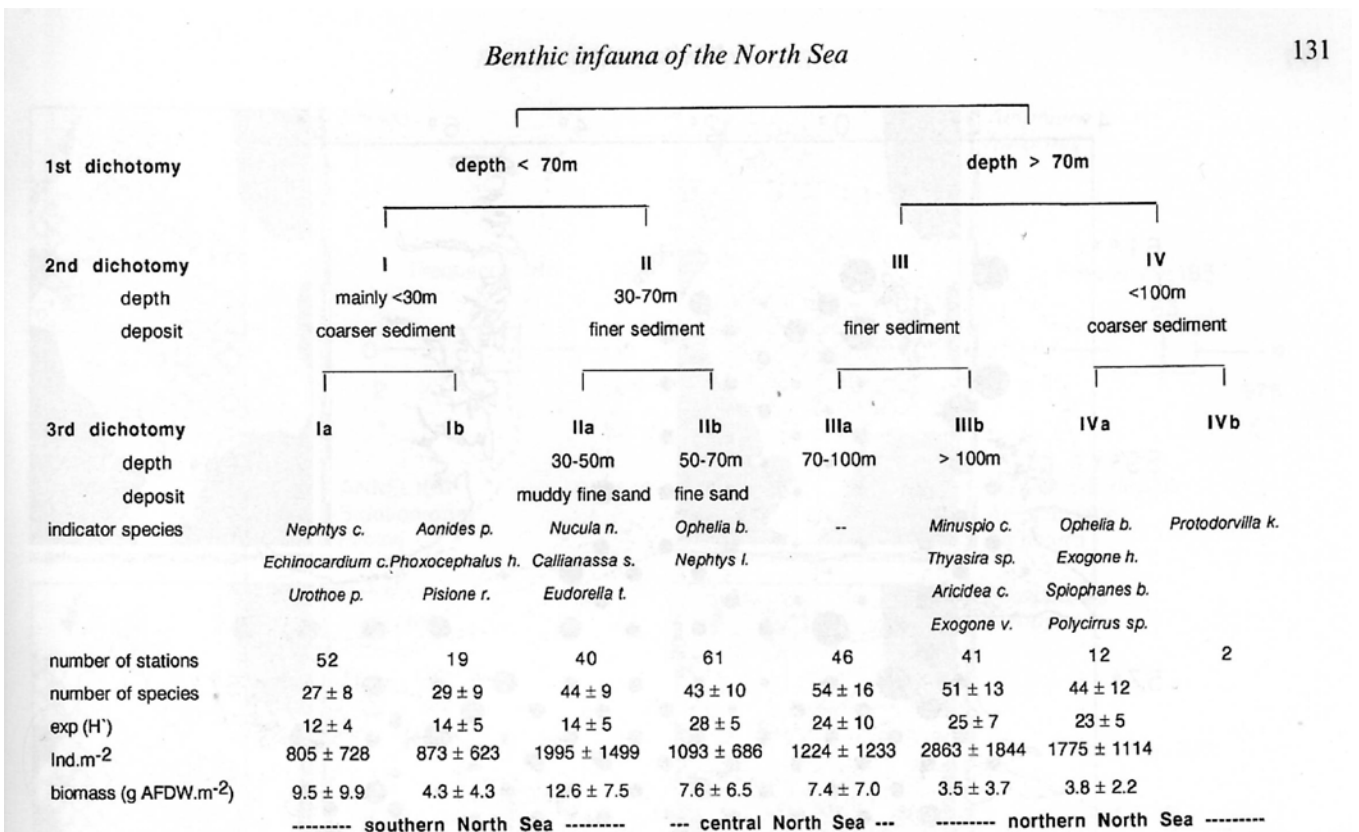 Benthic infauna of the North Sea 131
1st dichotomy depth < 70m depth > 70m
2nd dichotomy I II III IV
depth mainly <30m 30-70m <100m
deposit coarser sediment finer sediment finer sediment coarser sediment
3rd dichotomy Ia Ib IIa IIb IIIa IIIb IVa IVb
depth 30-50m 50-70m 70-100m > 100m
deposit muddy fine sand fine sand
indicator species Nephtys c. Aonides p. Nucula n. Ophelia b. -- Minuspio c. Ophelia b. Protodorvilla k.
Echinocardium c. Phoxocephalus h. Callianassa s. Nephtys l. Thyasira sp. Exogone h.
Urothoe p. Pisione r. Eudorella t. Aricidea c. Spiophanes b.
Exogone v. Polycirrus sp.
number of stations 52 19 40 61 46 41 12 2
number of species 27 ± 8 29 ± 9 44 ± 9 43 ± 10 54 ± 16 51 ± 13 44 ± 12
exp (H`) 12 ± 4 14 ± 5 14 ± 5 28 ± 5 24 ± 10 25 ± 7 23 ± 5
Ind.m-2 805 ± 728 873 ± 623 1995 ± 1499 1093 ± 686 1224 ± 1233 2863 ± 1844 1775 ± 1114
biomass (g AFDW.m-2) 9.5 ± 9.9 4.3 ± 4.3 12.6 ± 7.5 7.6 ± 6.5 7.4 ± 7.0 3.5 ± 3.7 3.8 ± 2.2
--------- southern North Sea --------- --- central North Sea --- --------- northern North Sea ---------